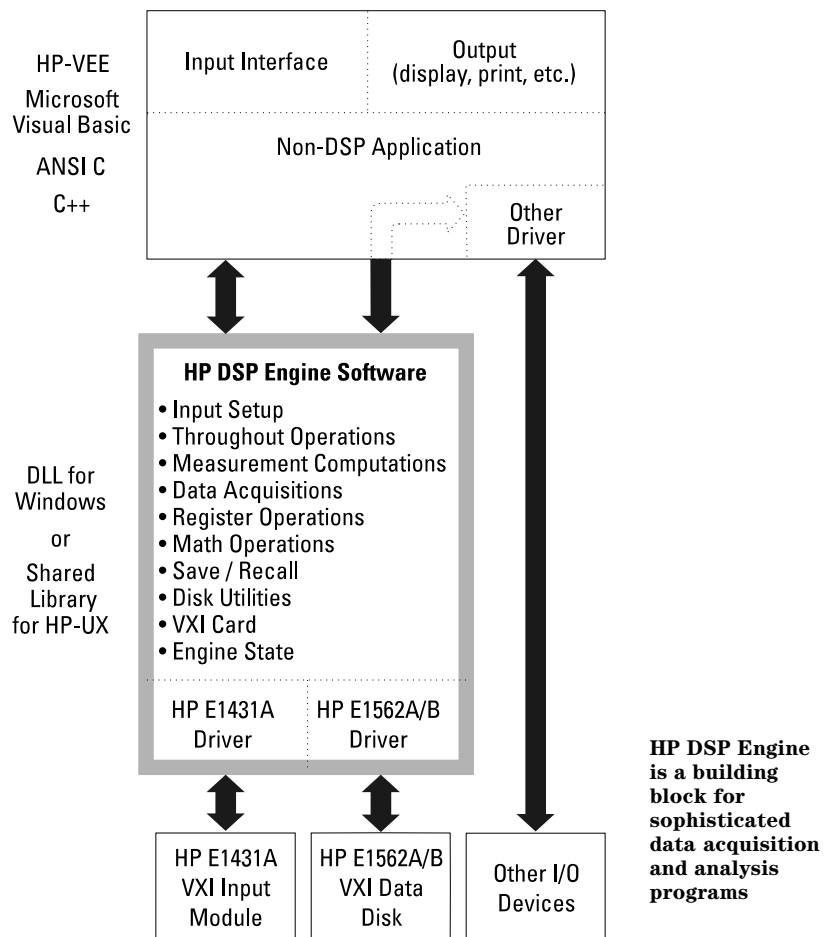 HP-VEE
Microsoft
Visual Basic
ANSI C
C++
Input Interface
Output
(display, print, etc.)
Non-DSP Application
Other
Driver
DLL for
Windows
or
Shared
Library
for HP-UX
HP DSP Engine Software
• Input Setup
• Throughout Operations
• Measurement Computations
• Data Acquisitions
• Register Operations
• Math Operations
• Save / Recall
• Disk Utilities
• VXI Card
• Engine State
HP E1431A
Driver
HP E1562A/B
Driver
HP E1431A
VXI Input
Module
HP E1562A/B
VXI Data
Disk
Other I/O
Devices
HP DSP Engine
is a building
block for
sophisticated
data acquisition
and analysis
programs